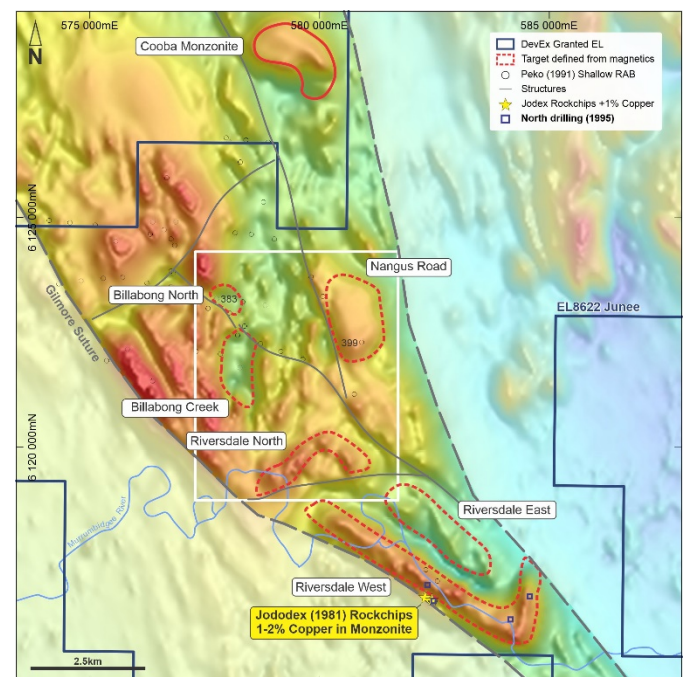 575 000mE
580 000mE
585 000mE
N
Cooba Monzonite
DevEx Granted EL
Target defined from magnetics
Peko (1991) Shallow RAB
Structures
Jodex Rockchips +1% Copper
North drilling (1995)
6 125 000mN
Nangus Road
Gilmore Suture
Billabong North
383
EL8622 Junee
399
Billabong Creek
Riversdale North
6 120 000mN
Murrumbidgee River
Riversdale East
Riversdale West
Jododex (1981) Rockchips
1-2% Copper in Monzonite
2.5km